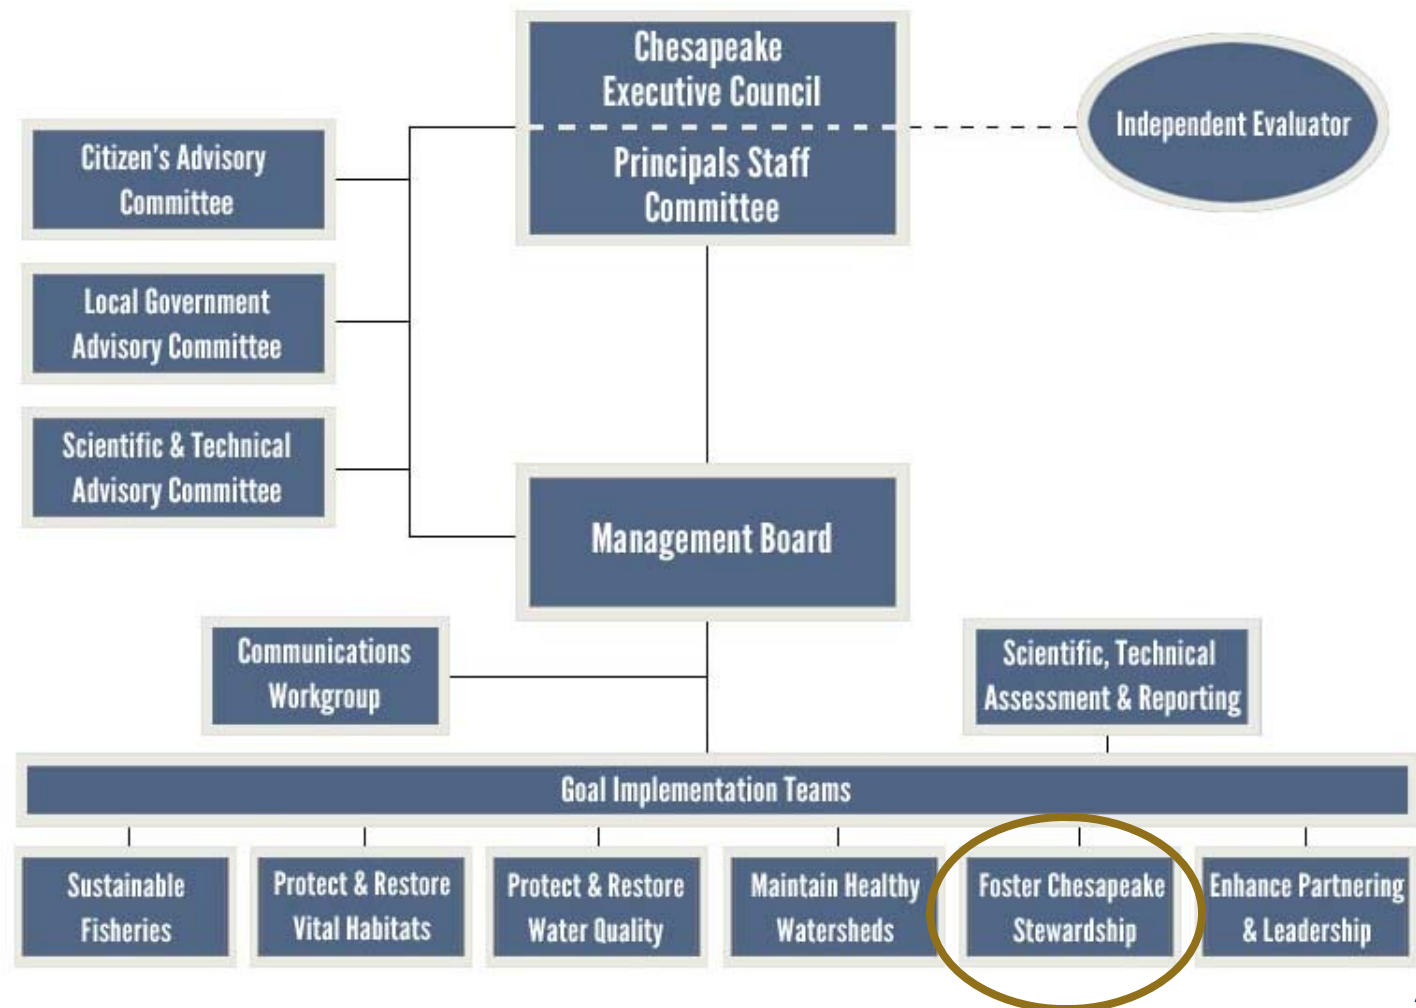 Chesapeake
Executive Council
Principals Staff
Committee
Independent Evaluator
Citizen's Advisory
Committee
Local Government
Advisory Committee
Scientific & Technical
Advisory Committee
Management Board
Communications
Workgroup
Scientific, Technical
Assessment & Reporting
Goal Implementation Teams
Sustainable
Fisheries
Protect & Restore
Vital Habitats
Protect & Restore
Water Quality
Maintain Healthy
Watersheds
Foster Chesapeake
Stewardship
Enhance Partnering
& Leadership